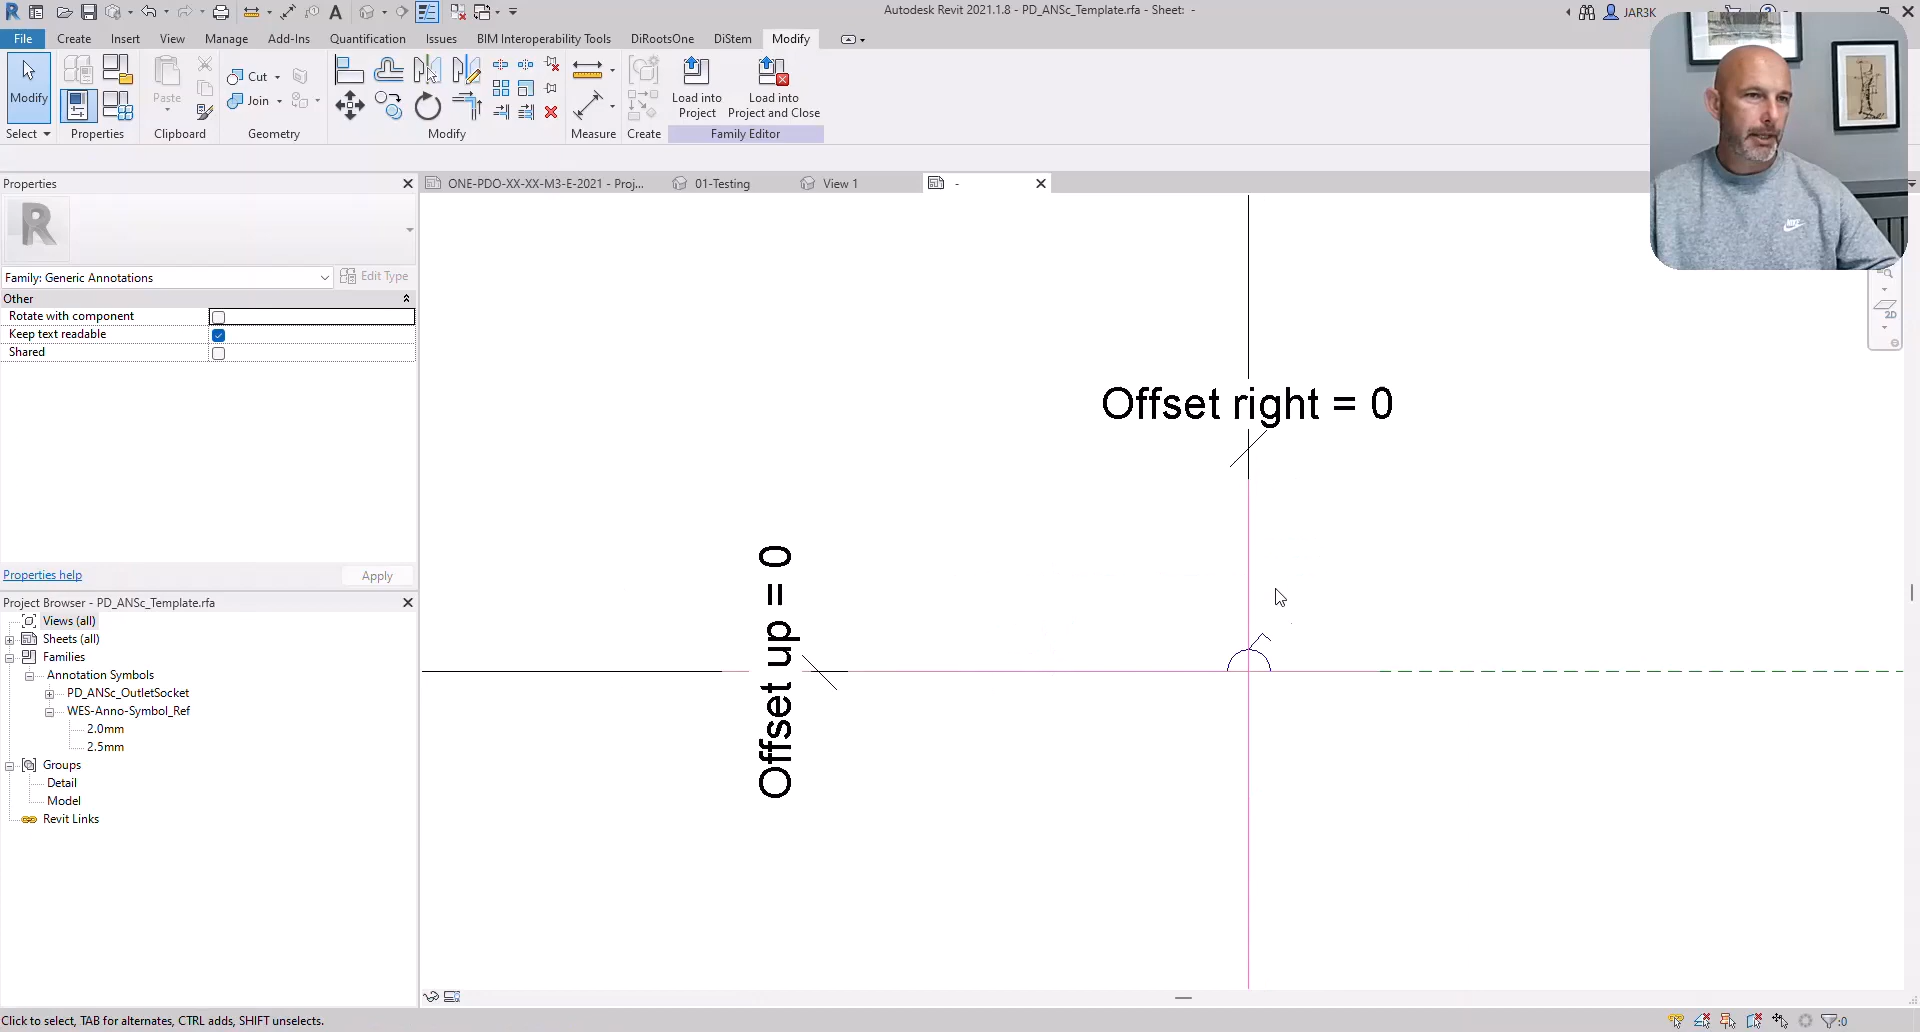 Autodesk Revit 2021.1.8 - PD_ANSc_Template.rfa - Sheet: -
JAR3K
File Create Insert View Manage Add-Ins Quantification Issues BIM Interoperability Tools DiRootsOne DiStem Modify
Modify
Paste
Cut
Join
Load into Project
Load into Project and Close
Select
Properties
Clipboard
Geometry
Modify
Measure
Create
Family Editor
Properties
ONE-PDO-XX-XX-M3-E-2021 - Proj...
01-Testing
View 1
-
R
Family: Generic Annotations
Edit Type
Other
Rotate with component
Keep text readable
Shared
2D
Offset right = 0
Offset up = 0
Properties help
Apply
Project Browser - PD_ANSc_Template.rfa
Views (all)
Sheets (all)
Families
Annotation Symbols
PD_ANSc_OutletSocket
WES-Anno-Symbol_Ref
2.0mm
2.5mm
Groups
Detail
Model
Revit Links
Click to select, TAB for alternates, CTRL adds, SHIFT unselects.
:0